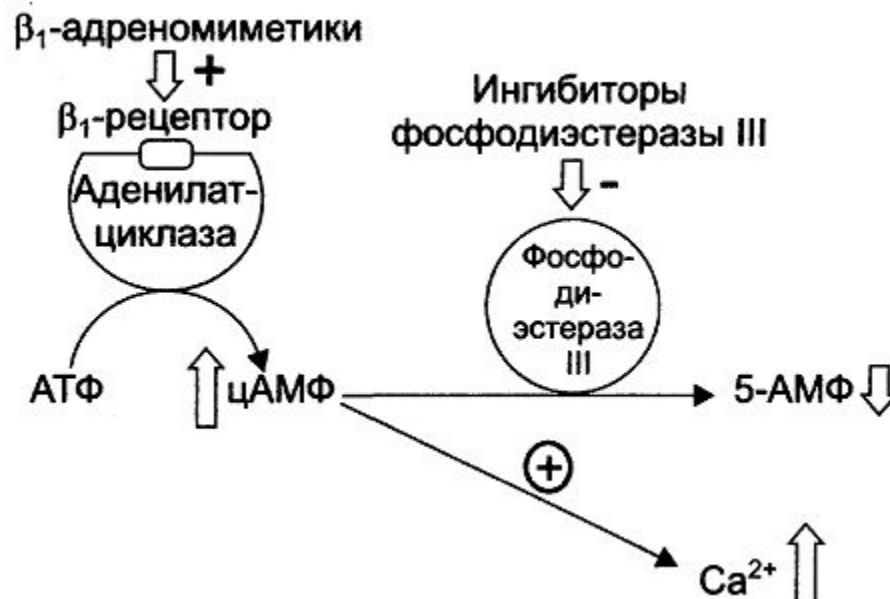 β₁-адреномиметики
+
β₁-рецептор
Аденилат-
циклаза
Ингибиторы
фосфодиэстеразы III
-
Фосфо-
ди-
эстераза
III
АТФ
цАМФ
5-АМФ
+
Ca²⁺